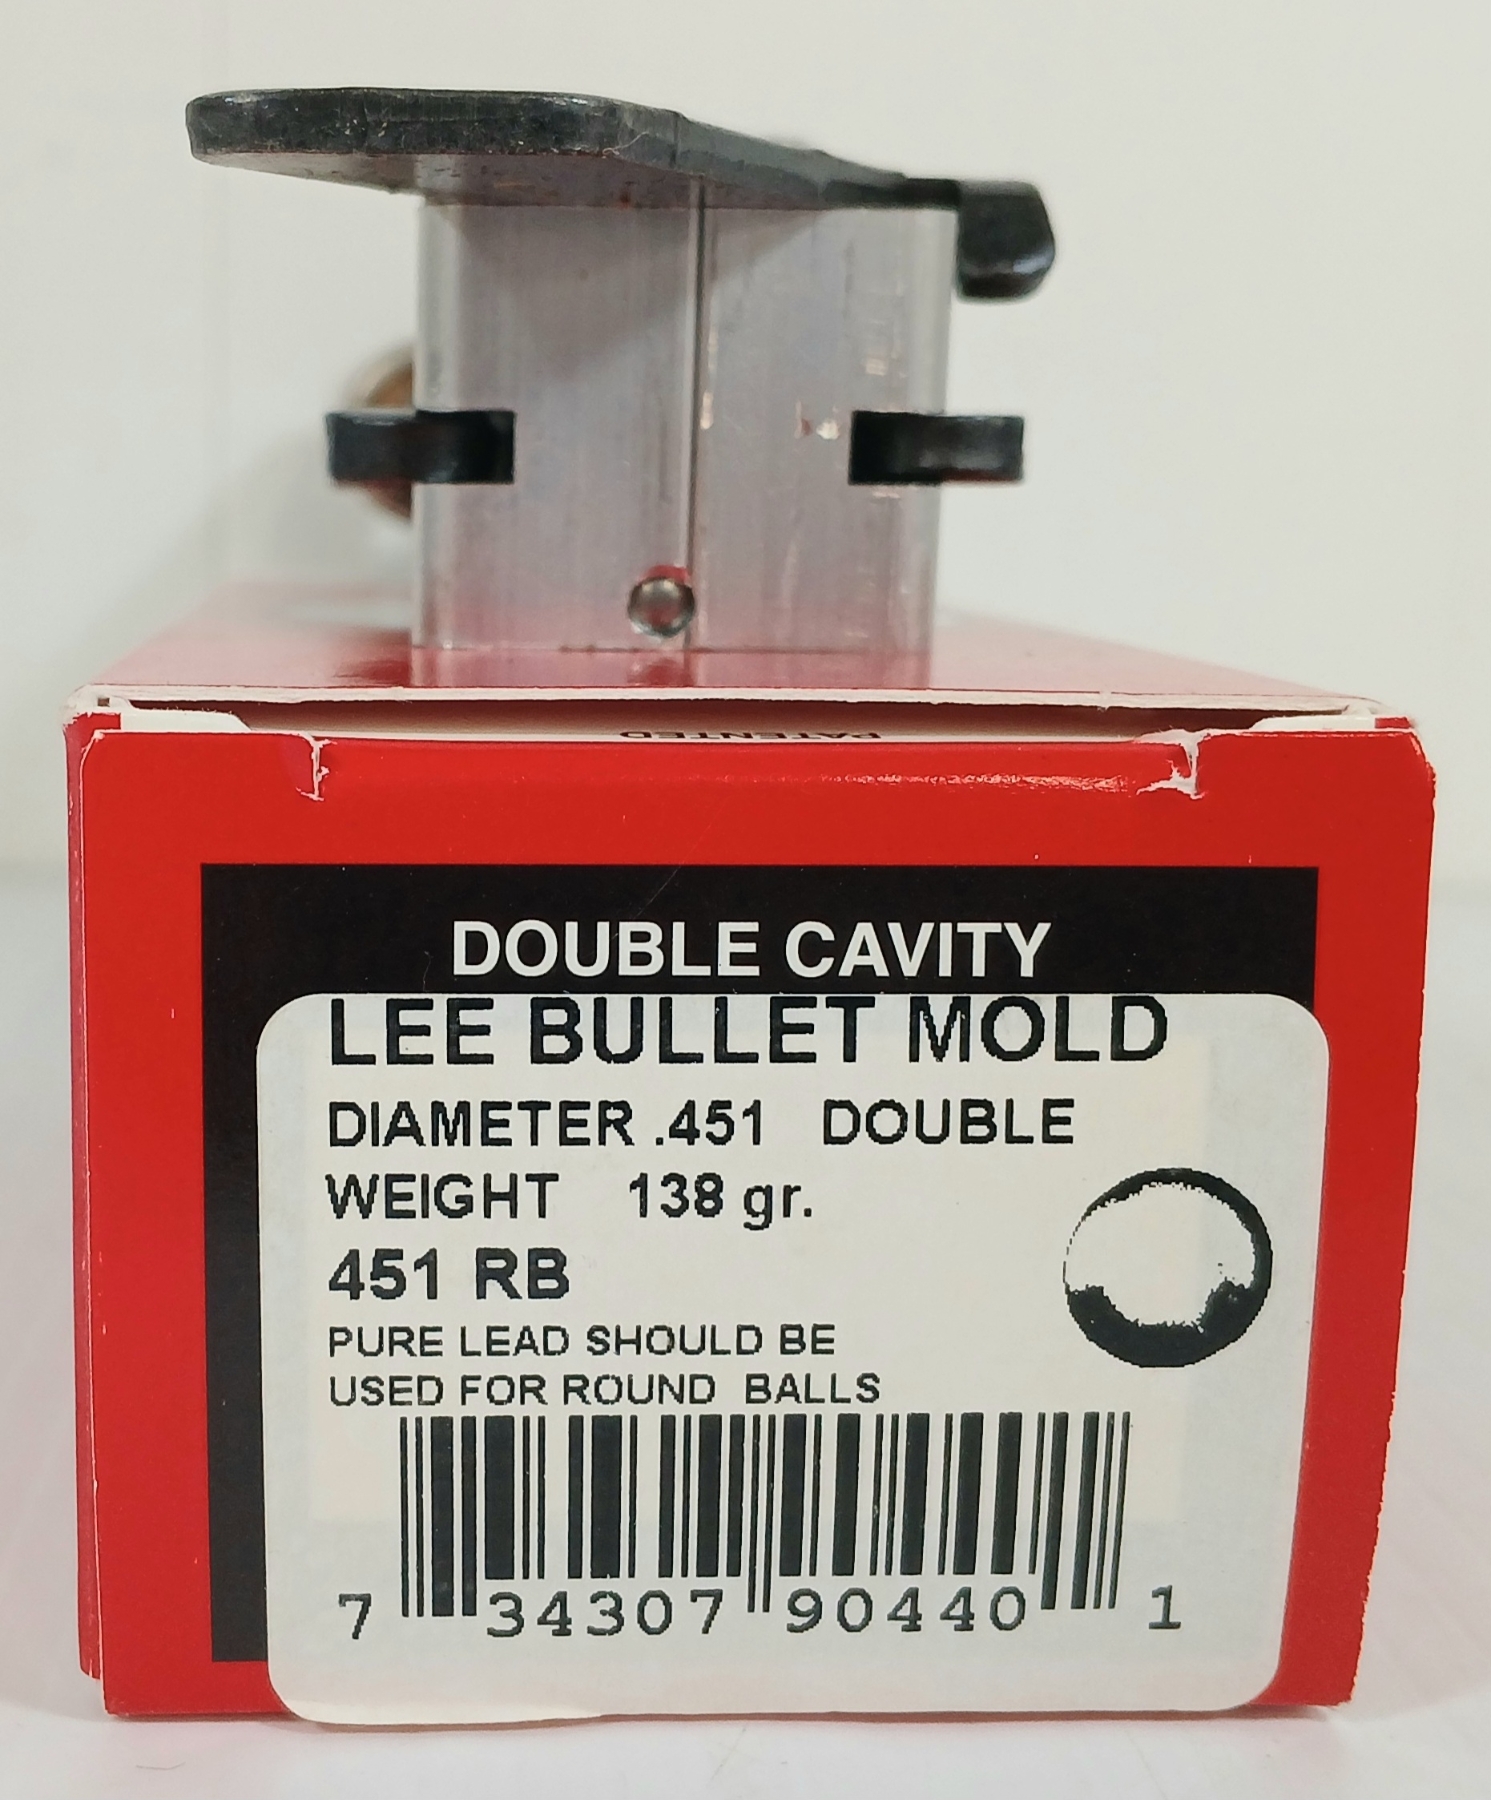 PATENTED
DOUBLE CAVITY
LEE BULLET MOLD
DIAMETER .451 DOUBLE
WEIGHT 138 gr.
451 RB
PURE LEAD SHOULD BE
USED FOR ROUND BALLS
7 34307 90440 1